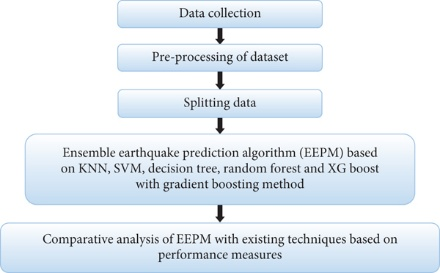 Data collection
Pre-processing of dataset
Splitting data
Ensemble earthquake prediction algorithm (EEPM) based
on KNN, SVM, decision tree, random forest and XG boost
with gradient boosting method
Comparative analysis of EEPM with existing techniques based on
performance measures